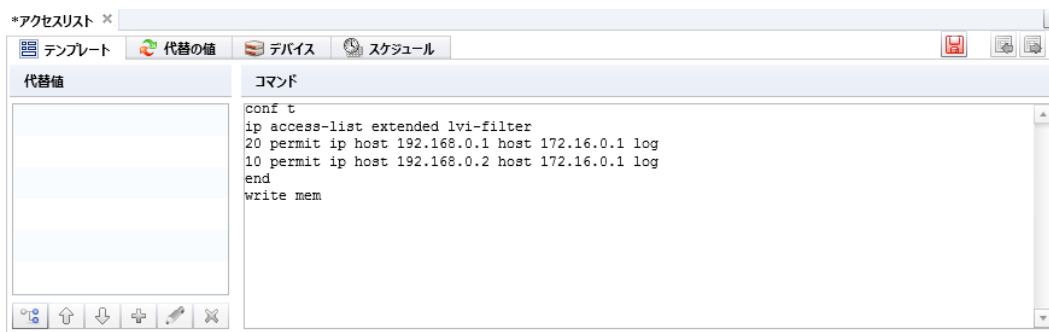 *アクセスリスト
テンプレート 代替の値 デバイス スケジュール
代替値 コマンド
conf t
ip access-list extended lvi-filter
20 permit ip host 192.168.0.1 host 172.16.0.1 log
10 permit ip host 192.168.0.2 host 172.16.0.1 log
end
write mem